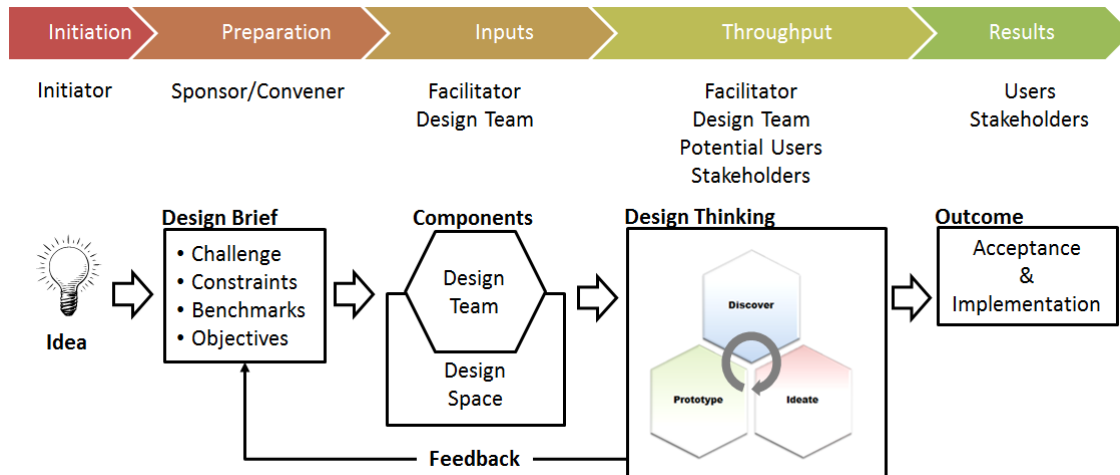 Initiation
Preparation
Inputs
Throughput
Results
Initiator
Sponsor/Convener
Facilitator
Design Team
Facilitator
Design Team
Potential Users
Stakeholders
Users
Stakeholders
Idea
Design Brief
• Challenge
• Constraints
• Benchmarks
• Objectives
Components
Design
Team
Design
Space
Design Thinking
Discover
Prototype
Ideate
Outcome
Acceptance
&
Implementation
Feedback